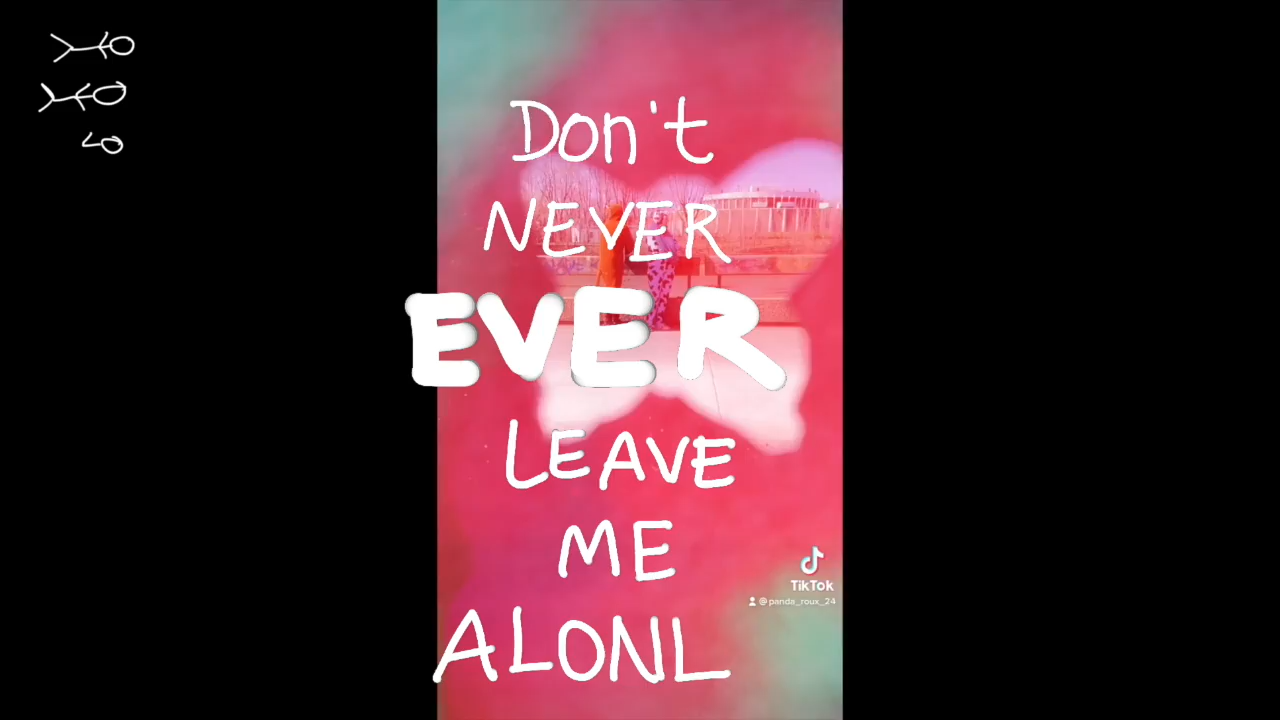 Don't
NEVER
EVER
LEAVE
ME
ALONL
TikTok
@panda_roux_24